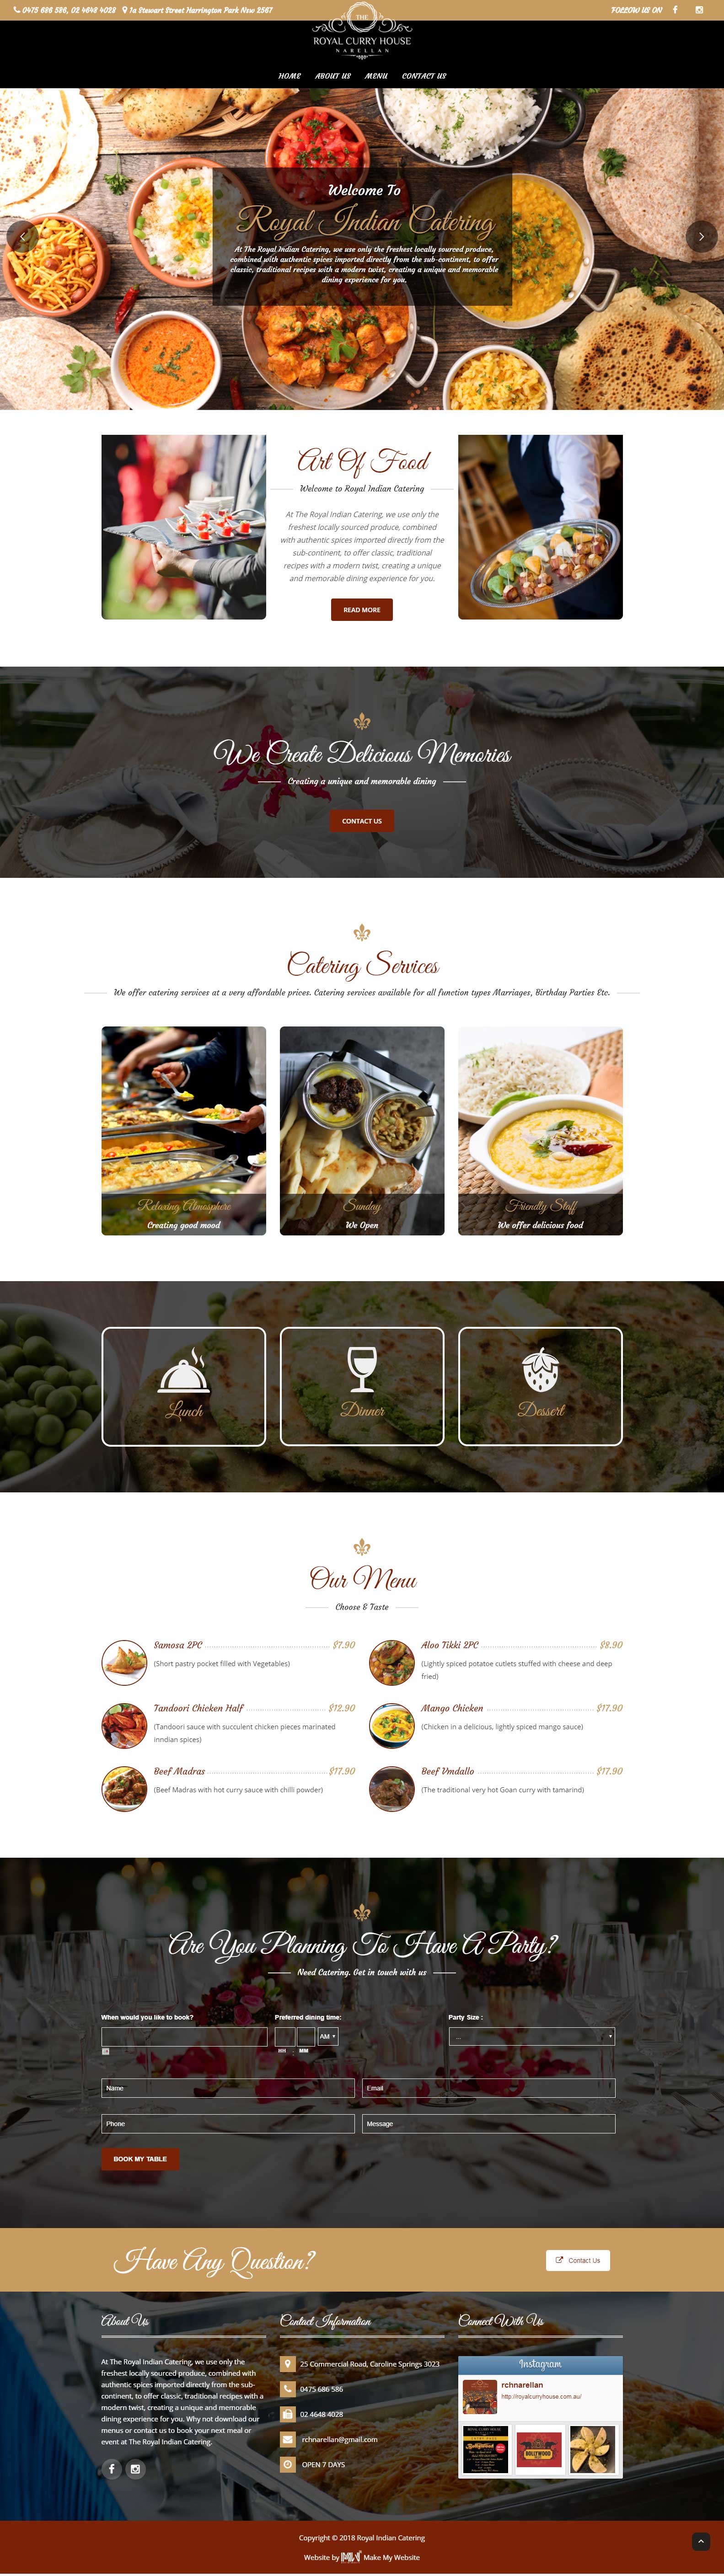 0475 686 586, 02 4648 4028 1a Stewart Street Harrington Park Nsw 2567
FOLLOW US ON
THE
ROYAL CURRY HOUSE
NARELLAN
HOME ABOUT US MENU CONTACT US
Welcome To
Royal Indian Catering
At The Royal Indian Catering, we use only the freshest locally sourced produce,
combined with authentic spices imported directly from the sub-continent, to offer
classic, traditional recipes with a modern twist, creating a unique and memorable
dining experience for you.
Art Of Food
Welcome to Royal Indian Catering
At The Royal Indian Catering, we use only the
freshest locally sourced produce, combined
with authentic spices imported directly from the
sub-continent, to offer classic, traditional
recipes with a modern twist, creating a unique
and memorable dining experience for you.
READ MORE
We Create Delicious Memories
Creating a unique and memorable dining
CONTACT US
Catering Services
We offer catering services at a very affordable prices. Catering services available for all function types Marriages, Birthday Parties Etc.
Relaxing Atmosphere
Creating good mood
Sunday
We Open
Friendly Staff
We offer delicious food
Lunch
Dinner
Dessert
Our Menu
Choose & Taste
Samosa 2PC $7.90
(Short pastry pocket filled with Vegetables)
Aloo Tikki 2PC $8.90
(Lightly spiced potatoe cutlets stuffed with cheese and deep
fried)
Tandoori Chicken Half $12.90
(Tandoori sauce with succulent chicken pieces marinated
inndian spices)
Mango Chicken $17.90
(Chicken in a delicious, lightly spiced mango sauce)
Beef Madras $17.90
(Beef Madras with hot curry sauce with chilli powder)
Beef Vindallo $17.90
(The traditional very hot Goan curry with tamarind)
Are You Planning To Have A Party?
Need Catering. Get in touch with us
When would you like to book? Preferred dining time: Party Size :
AM ...
HH : MM
Name Email
Phone Message
BOOK MY TABLE
Have Any Question?
Contact Us
About Us
At The Royal Indian Catering, we use only the
freshest locally sourced produce, combined with
authentic spices imported directly from the sub-
continent, to offer classic, traditional recipes with a
modern twist, creating a unique and memorable
dining experience for you. Why not download our
menus or contact us to book your next meal or
event at The Royal Indian Catering.
Contact Information
25 Commercial Road, Caroline Springs 3023
0475 686 586
02 4648 4028
rchnarellan@gmail.com
OPEN 7 DAYS
Connect With Us
Instagram
rchnarellan
http://royalcurryhouse.com.au/
BOLLYWOOD
Copyright © 2018 Royal Indian Catering
Website by MMW Make My Website